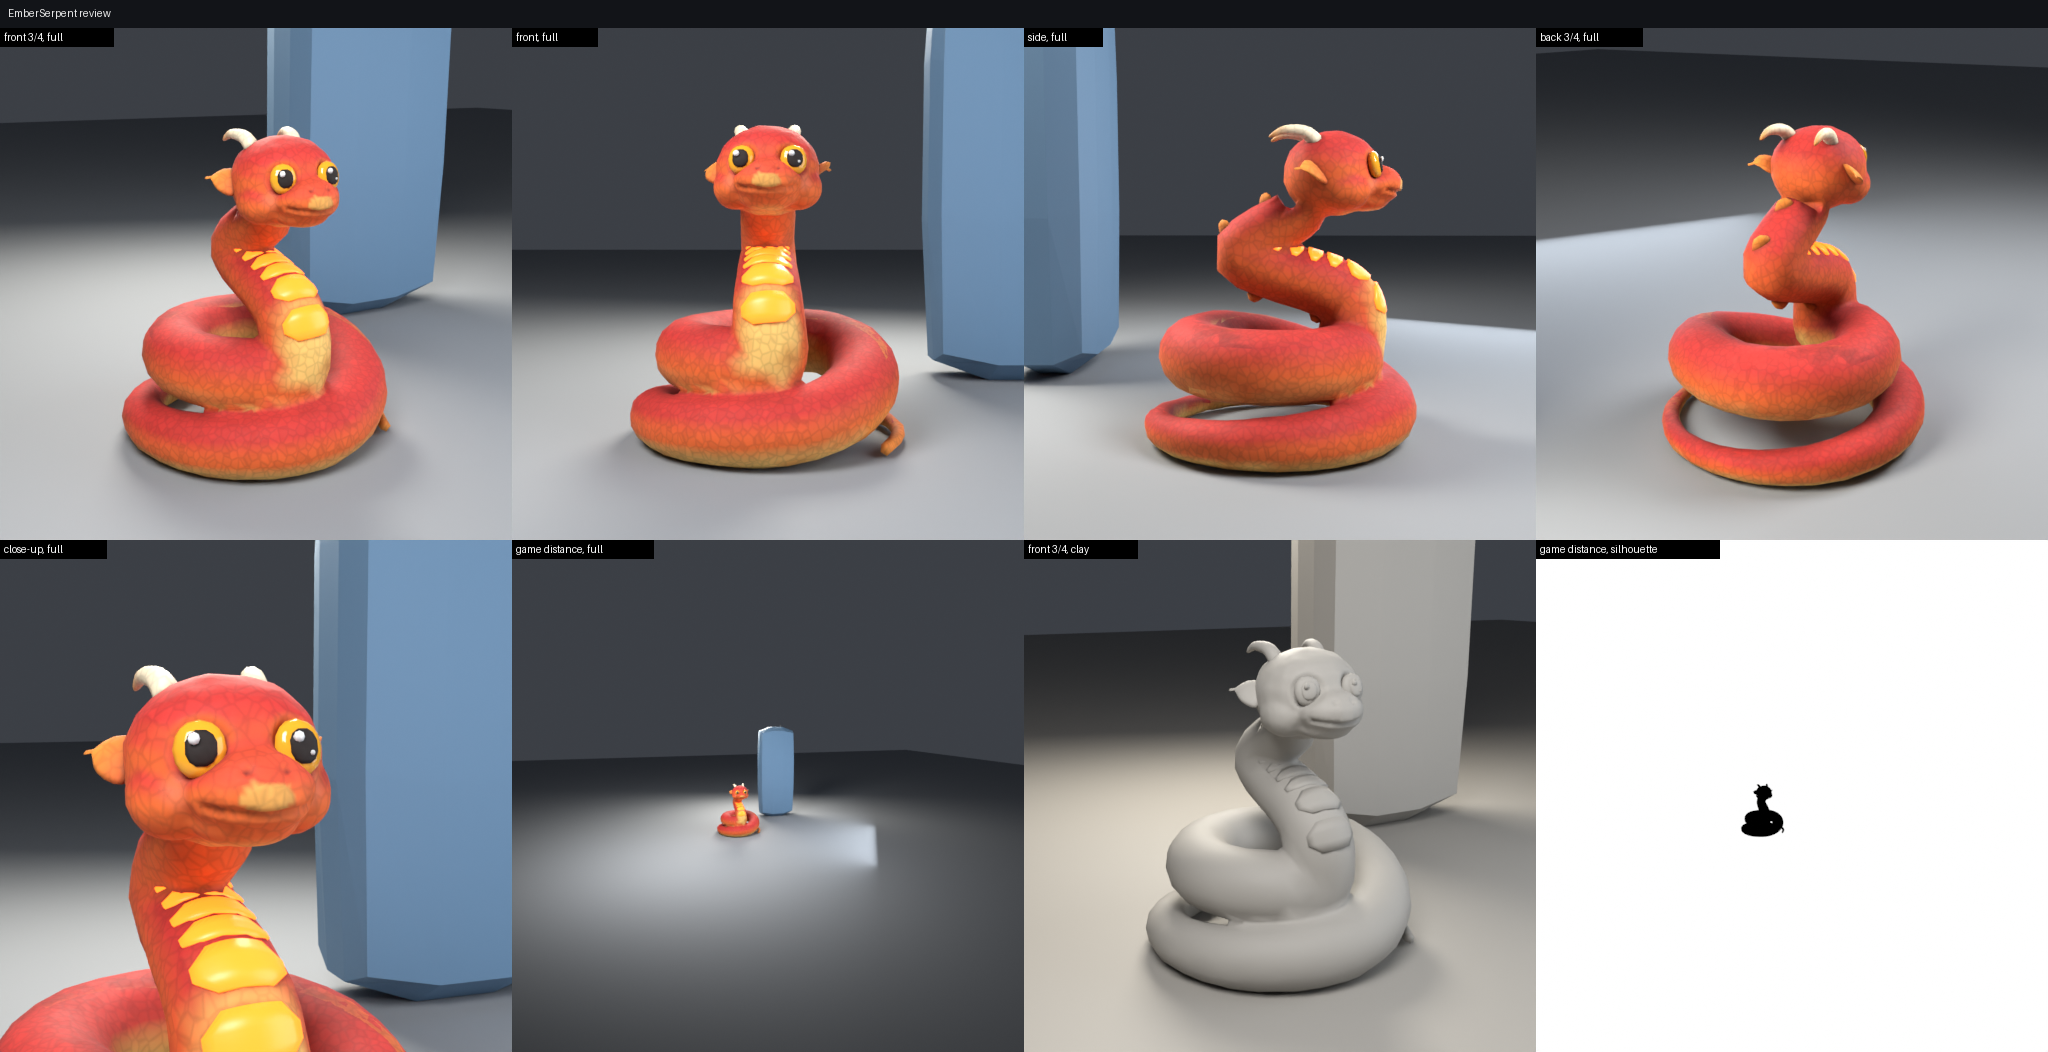 EmberSerpent review
front 3/4, full
front, full
side, full
back 3/4, full
close-up, full
game distance, full
front 3/4, clay
game distance, silhouette